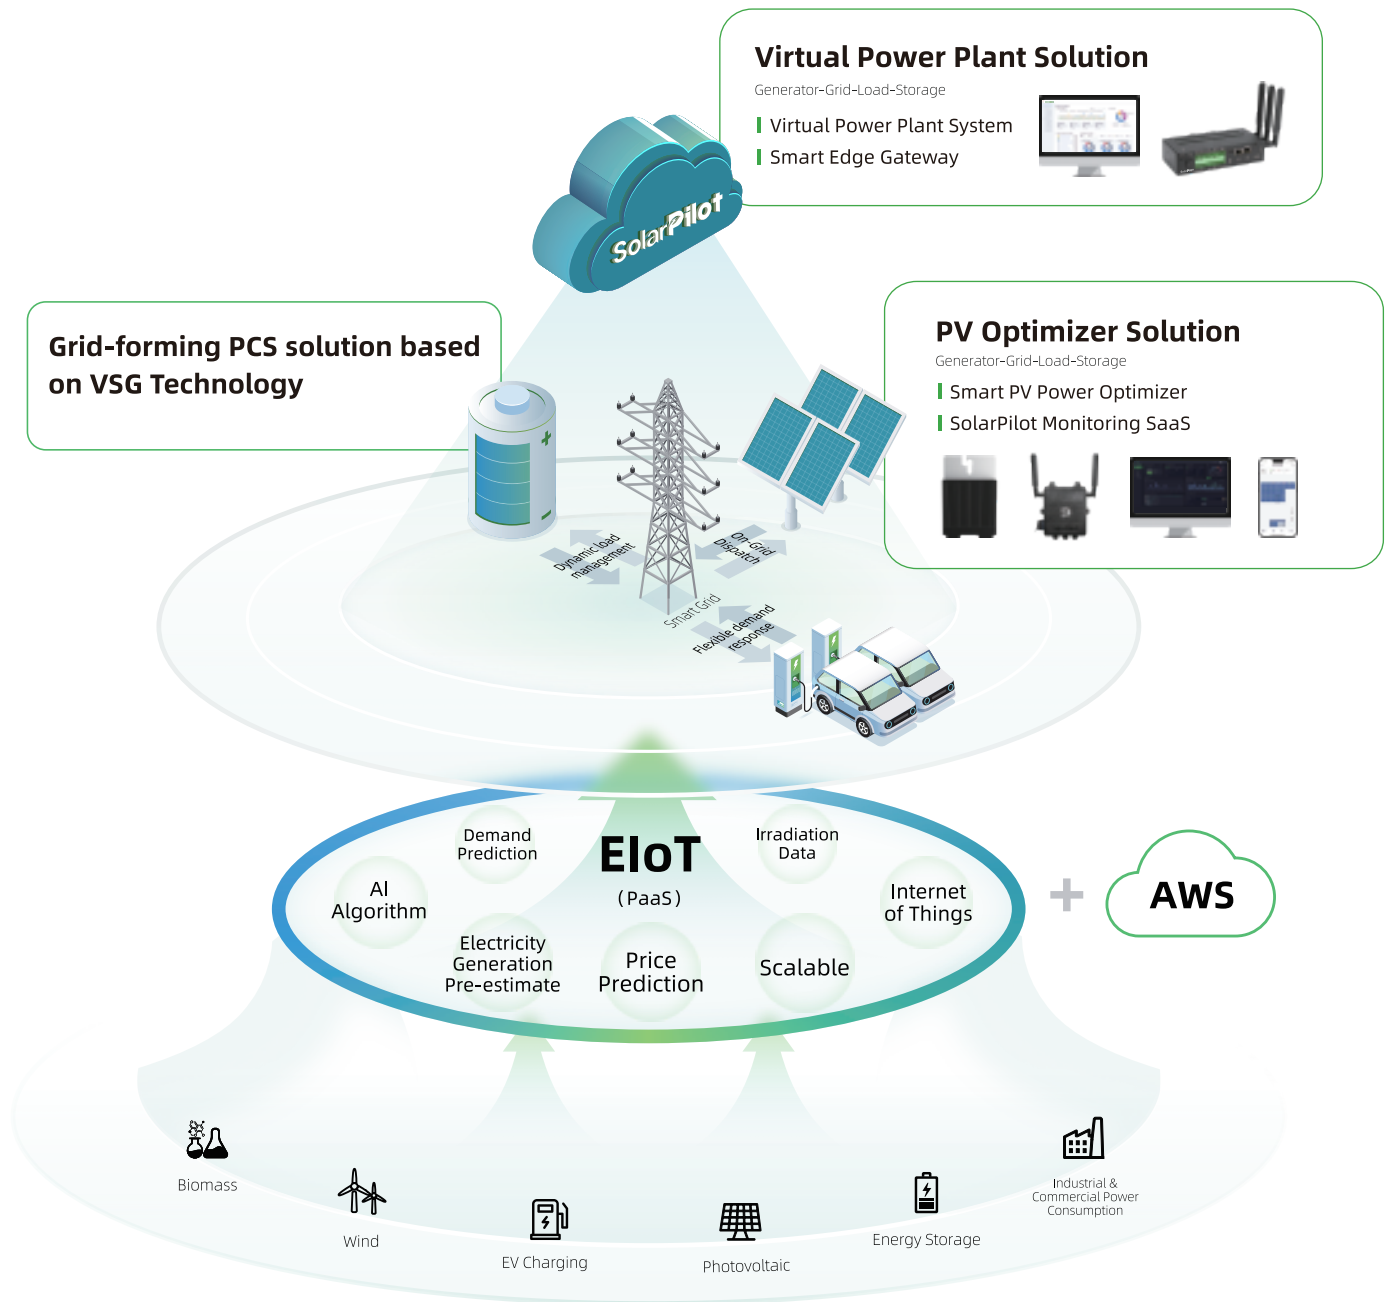 Virtual Power Plant Solution
Generator-Grid-Load-Storage
Virtual Power Plant System
Smart Edge Gateway
SolarPilot
Grid-forming PCS solution based
on VSG Technology
PV Optimizer Solution
Generator-Grid-Load-Storage
Smart PV Power Optimizer
SolarPilot Monitoring SaaS
+
-
Dynamic load
management
On-Grid
Dispatch
Smart Grid
Flexible demand
response
EIoT
(PaaS)
Demand
Prediction
Irradiation
Data
AI
Algorithm
Internet
of Things
Electricity
Generation
Pre-estimate
Price
Prediction
Scalable
+
AWS
Biomass
Wind
EV Charging
Photovoltaic
Energy Storage
Industrial &
Commercial Power
Consumption